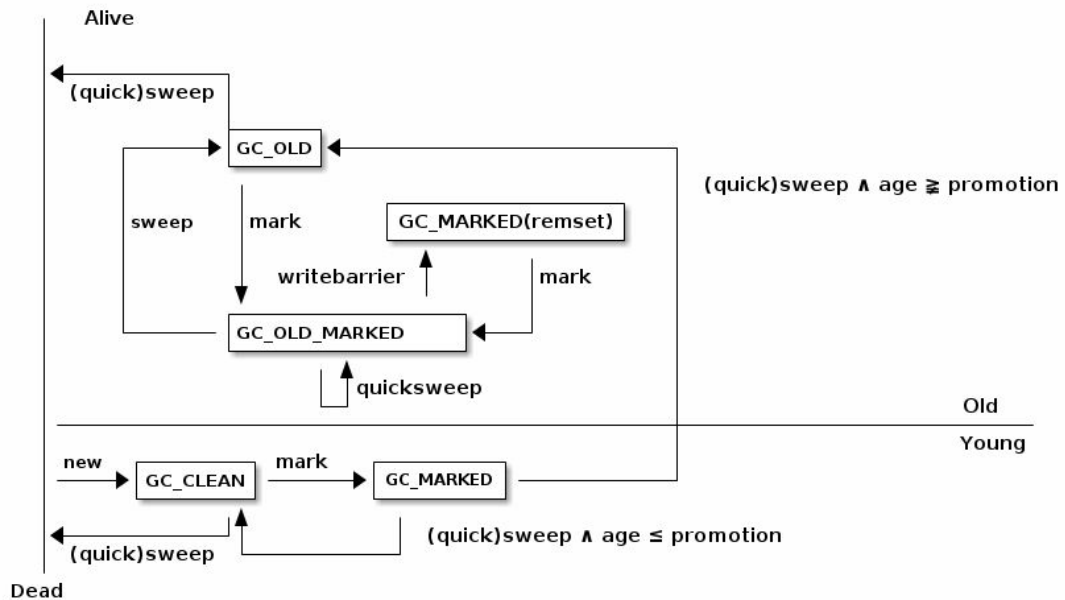 Alive
(quick)sweep
GC_OLD
(quick)sweep ∧ age ≩ promotion
sweep
mark
GC_MARKED(remset)
writebarrier
mark
GC_OLD_MARKED
quicksweep
Old
Young
new
mark
GC_CLEAN
GC_MARKED
(quick)sweep ∧ age ≤ promotion
(quick)sweep
Dead